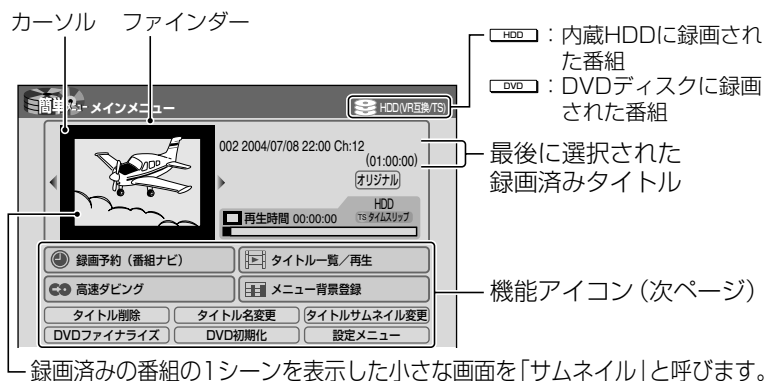 カーソル　ファインダー
HDD：内蔵HDDに録画され
た番組
DVD：DVDディスクに録画
された番組
簡単メニュー メインメニュー
HDD(VR互換/TS)
002 2004/07/08 22:00 Ch:12
(01:00:00)
オリジナル
最後に選択された
録画済みタイトル
HDD
再生時間 00:00:00
TS タイムスリップ
録画予約（番組ナビ）
タイトル一覧／再生
高速ダビング
メニュー背景登録
機能アイコン（次ページ）
タイトル削除
タイトル名変更
タイトルサムネイル変更
DVDファイナライズ
DVD初期化
設定メニュー
録画済みの番組の1シーンを表示した小さな画面を「サムネイル」と呼びます。